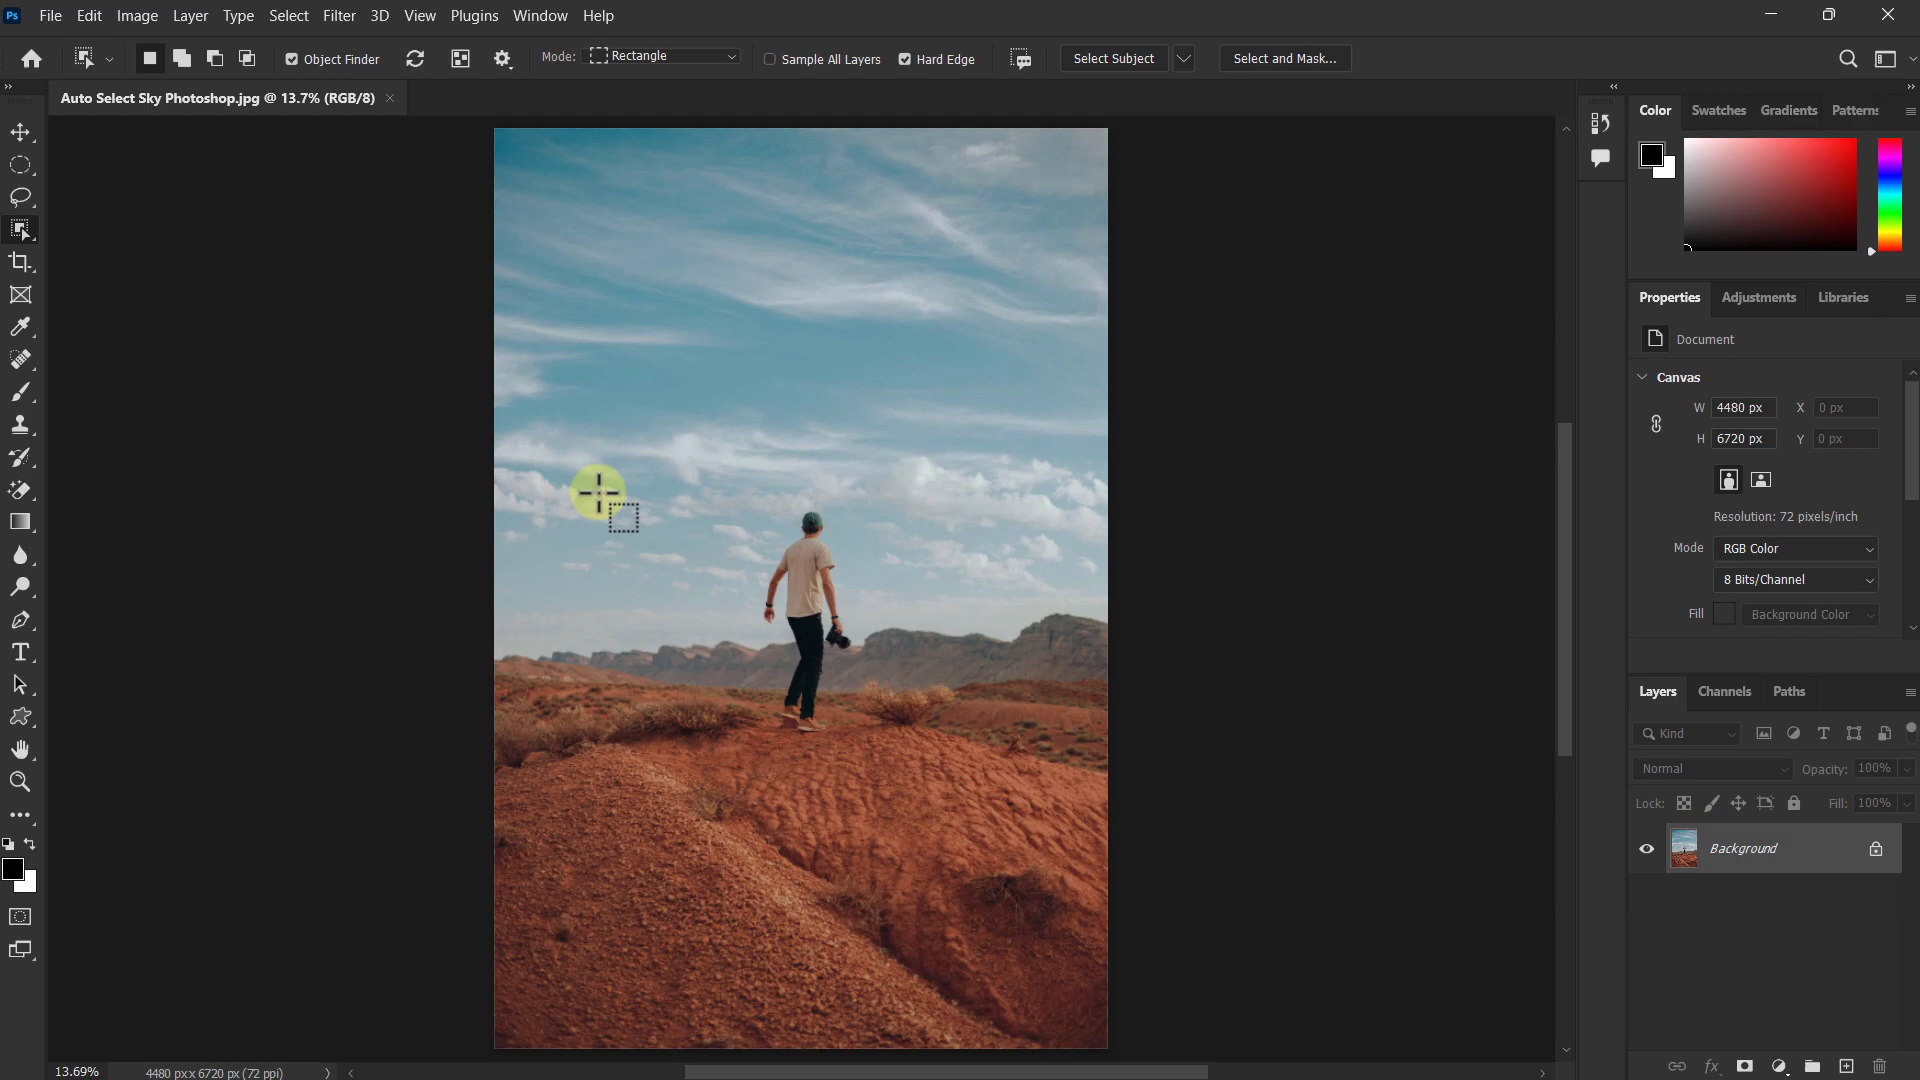 Ps File Edit Image Layer Type Select Filter 3D View Plugins Window Help
Object Finder Mode: Rectangle Sample All Layers Hard Edge Select Subject Select and Mask...
Auto Select Sky Photoshop.jpg @ 13.7% (RGB/8)
Color Swatches Gradients Patterns
Properties Adjustments Libraries
Document
Canvas
W 4480 px X 0 px
H 6720 px Y 0 px
Resolution: 72 pixels/inch
Mode RGB Color
8 Bits/Channel
Fill Background Color
Layers Channels Paths
Kind
Normal Opacity: 100%
Lock: Fill: 100%
Background
13.69% 4480 px x 6720 px (72 ppi)